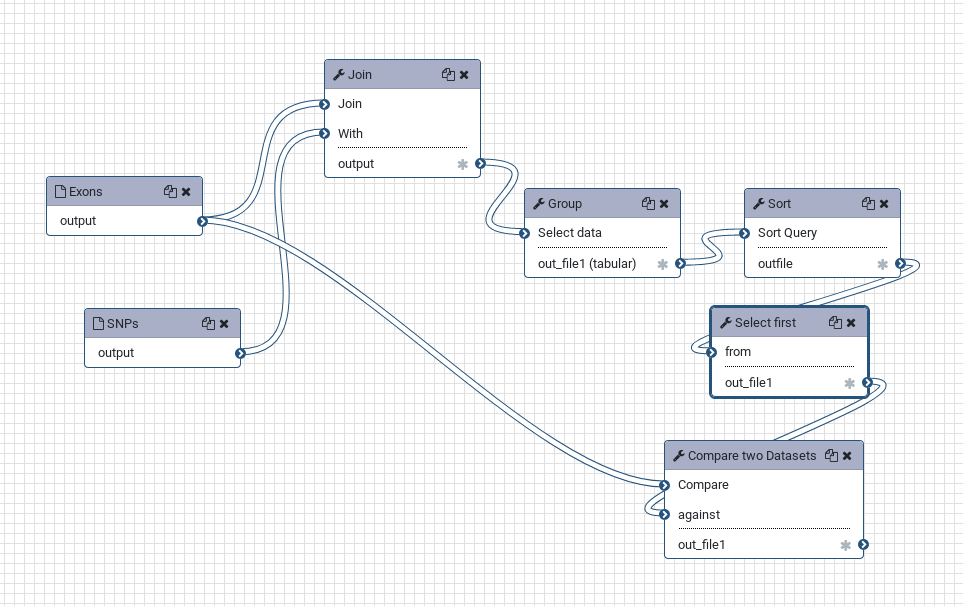 Join
Join
With
output
Exons
output
Group
Select data
out_file1 (tabular)
Sort
Sort Query
outfile
SNPs
output
Select first
from
out_file1
Compare two Datasets
Compare
against
out_file1